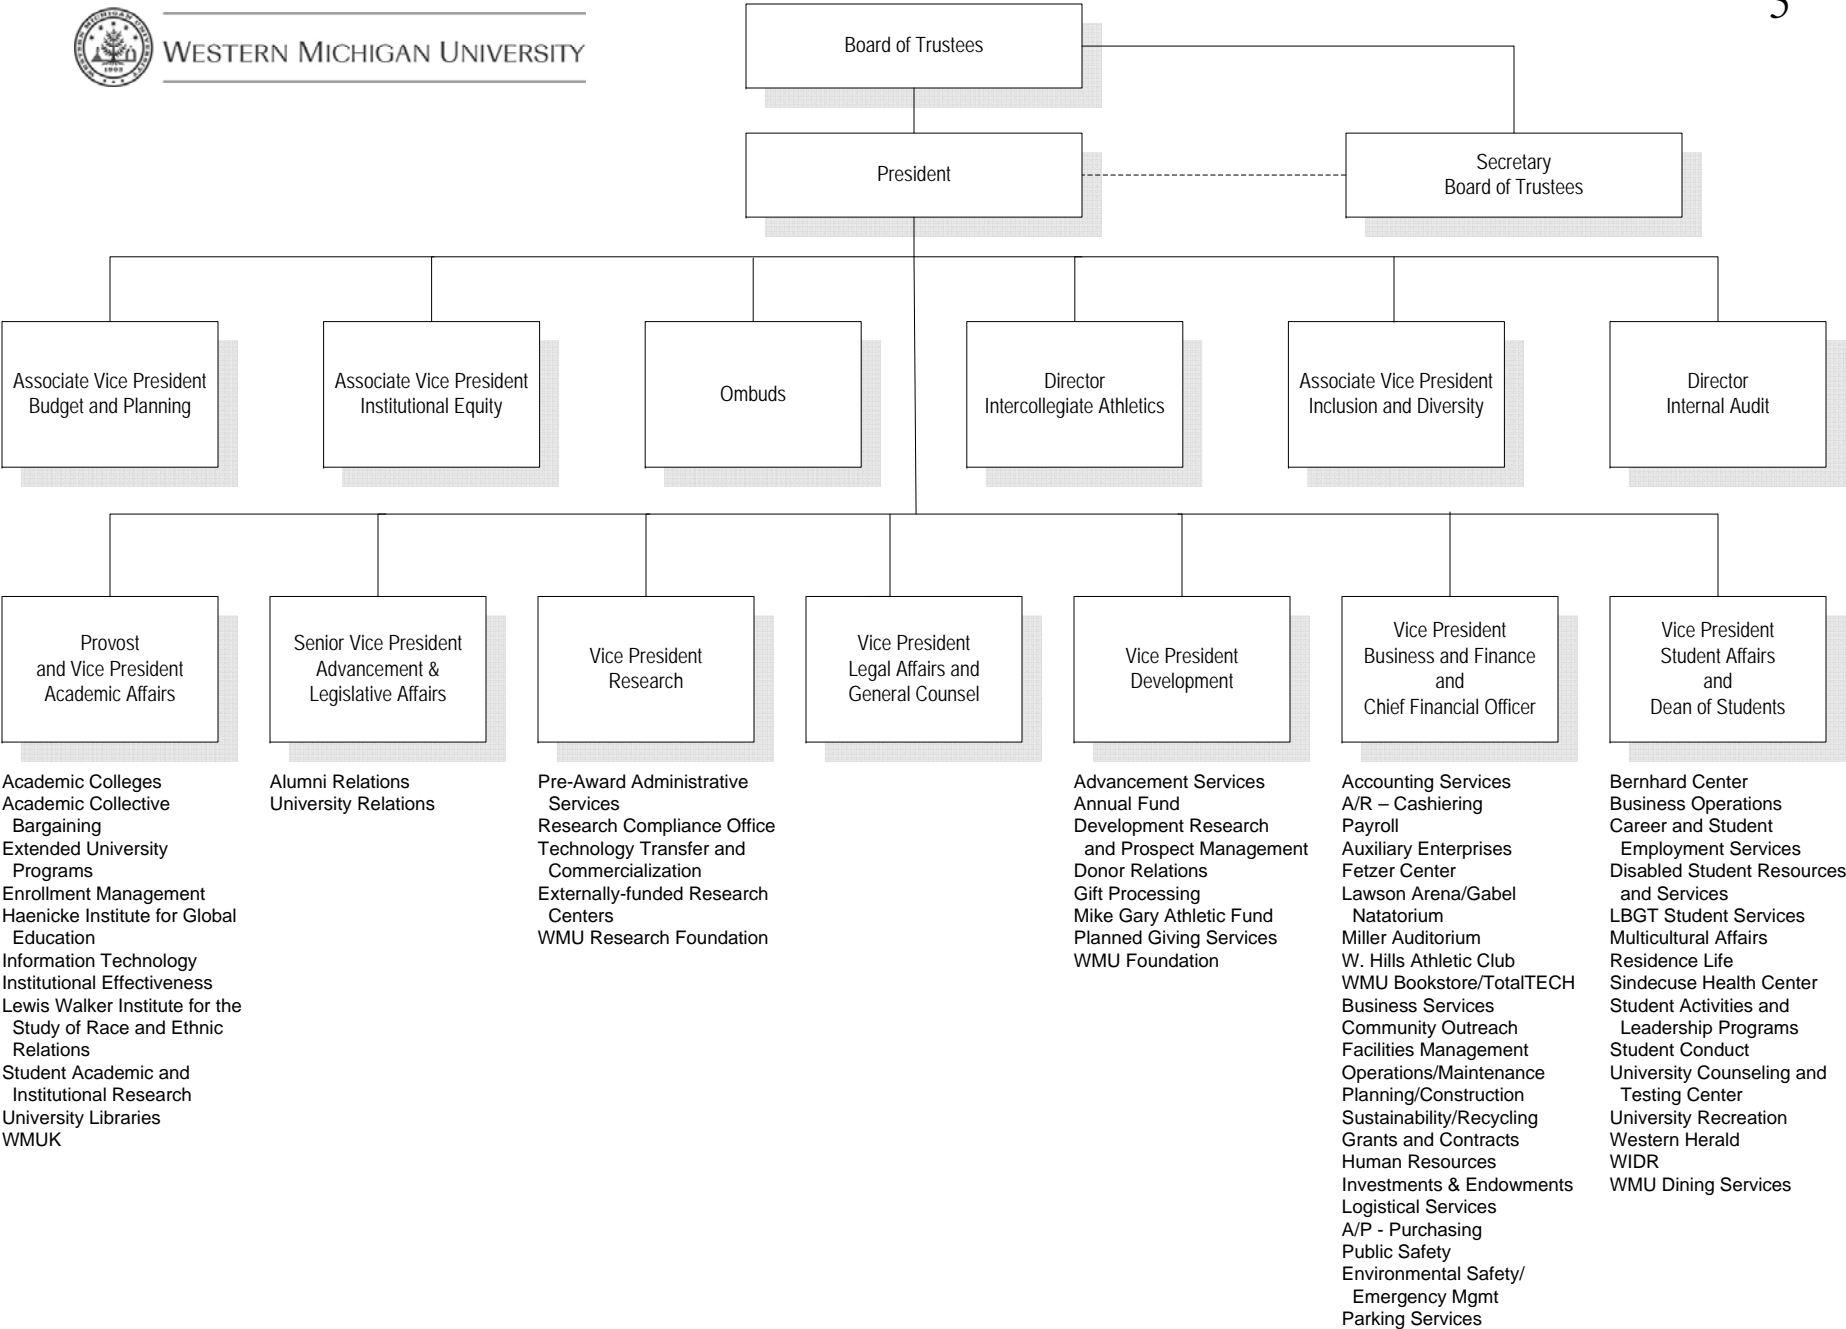 5
WESTERN MICHIGAN UNIVERSITY
Board of Trustees
President
Secretary
Board of Trustees
Associate Vice President
Budget and Planning
Associate Vice President
Institutional Equity
Ombuds
Director
Intercollegiate Athletics
Associate Vice President
Inclusion and Diversity
Director
Internal Audit
Provost
and Vice President
Academic Affairs
Academic Colleges
Academic Collective
Bargaining
Extended University
Programs
Enrollment Management
Haenicke Institute for Global
Education
Information Technology
Institutional Effectiveness
Lewis Walker Institute for the
Study of Race and Ethnic
Relations
Student Academic and
Institutional Research
University Libraries
WMUK
Senior Vice President
Advancement &
Legislative Affairs
Alumni Relations
University Relations
Vice President
Research
Pre-Award Administrative
Services
Research Compliance Office
Technology Transfer and
Commercialization
Externally-funded Research
Centers
WMU Research Foundation
Vice President
Legal Affairs and
General Counsel
Vice President
Development
Advancement Services
Annual Fund
Development Research
and Prospect Management
Donor Relations
Gift Processing
Mike Gary Athletic Fund
Planned Giving Services
WMU Foundation
Vice President
Business and Finance
and
Chief Financial Officer
Accounting Services
A/R – Cashiering
Payroll
Auxiliary Enterprises
Fetzer Center
Lawson Arena/Gabel
Natatorium
Miller Auditorium
W. Hills Athletic Club
WMU Bookstore/TotalTECH
Business Services
Community Outreach
Facilities Management
Operations/Maintenance
Planning/Construction
Sustainability/Recycling
Grants and Contracts
Human Resources
Investments & Endowments
Logistical Services
A/P - Purchasing
Public Safety
Environmental Safety/
Emergency Mgmt
Parking Services
Vice President
Student Affairs
and
Dean of Students
Bernhard Center
Business Operations
Career and Student
Employment Services
Disabled Student Resources
and Services
LBGT Student Services
Multicultural Affairs
Residence Life
Sindecuse Health Center
Student Activities and
Leadership Programs
Student Conduct
University Counseling and
Testing Center
University Recreation
Western Herald
WIDR
WMU Dining Services